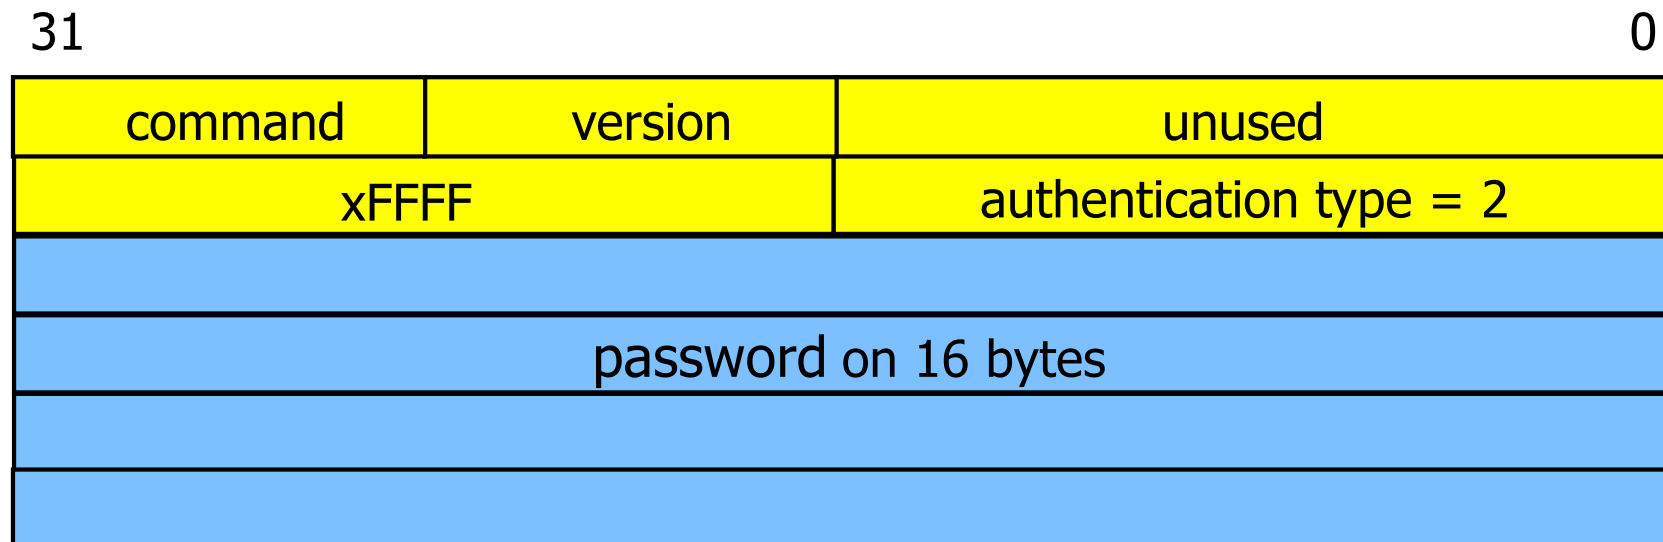 31 0
command version unused
xFFFF authentication type = 2
password on 16 bytes